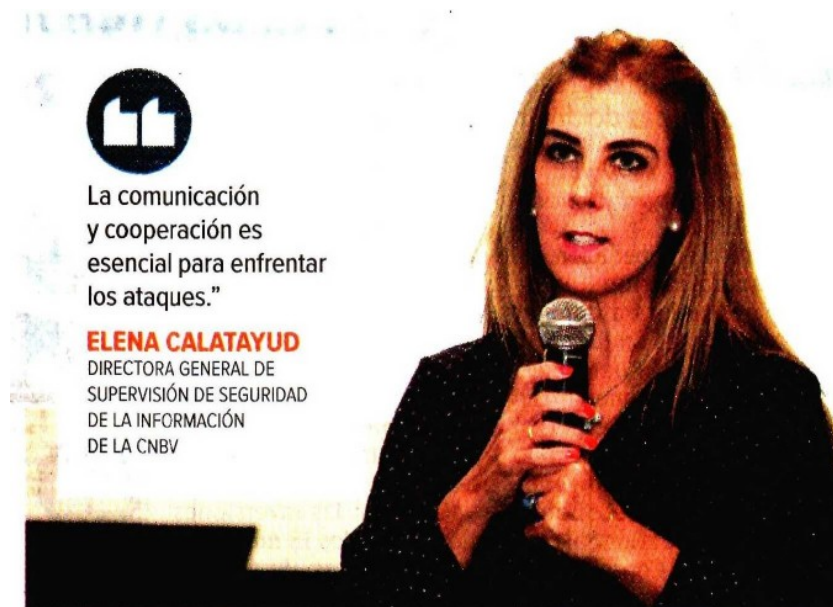 La comunicación
y cooperación es
esencial para enfrentar
los ataques.”
ELENA CALATAYUD
DIRECTORA GENERAL DE
SUPERVISIÓN DE SEGURIDAD
DE LA INFORMACIÓN
DE LA CNBV